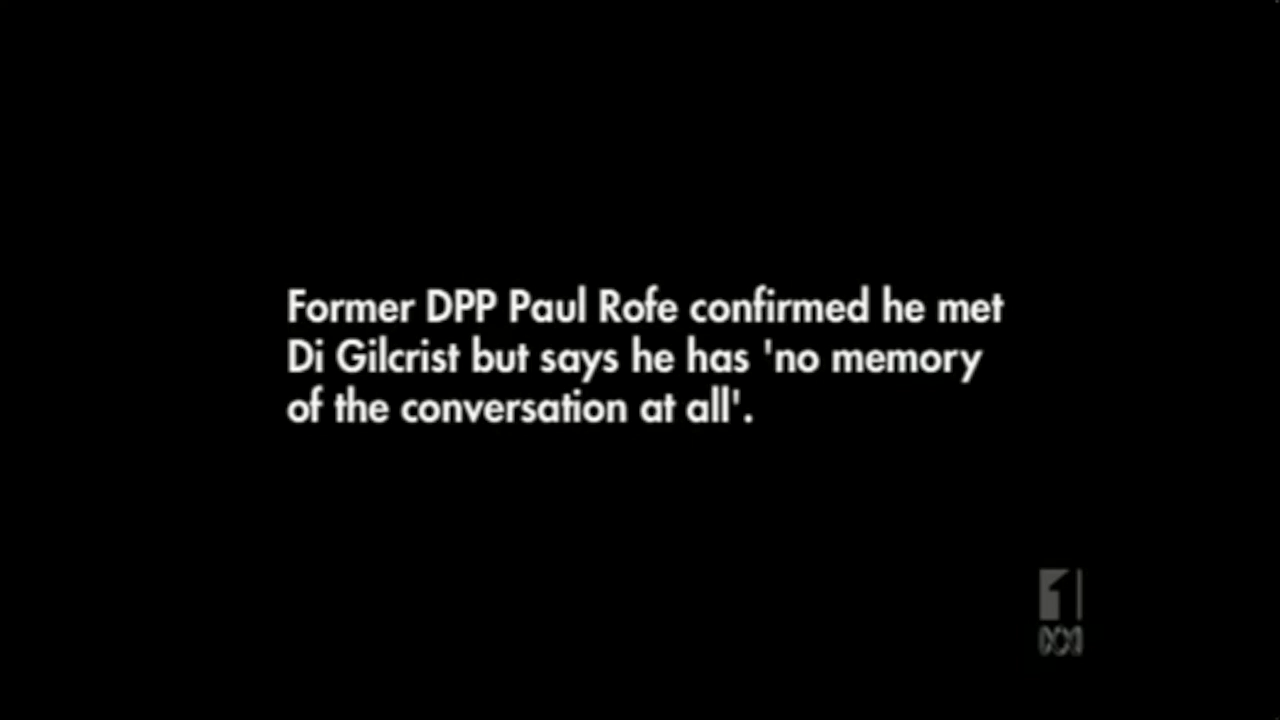 Former DPP Paul Rofe confirmed he met
Di Gilcrist but says he has 'no memory
of the conversation at all'.
1